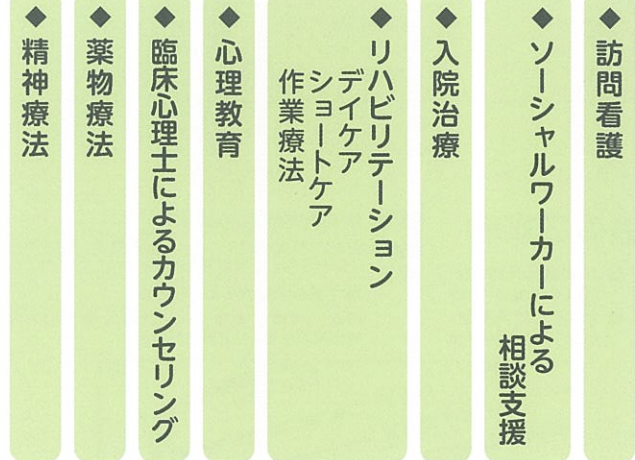 ◆訪問看護
◆ソーシャルワーカーによる
相談支援
◆入院治療
◆リハビリテーション
デイケア
ショートケア
作業療法
◆心理教育
◆臨床心理士によるカウンセリング
◆薬物療法
◆精神療法